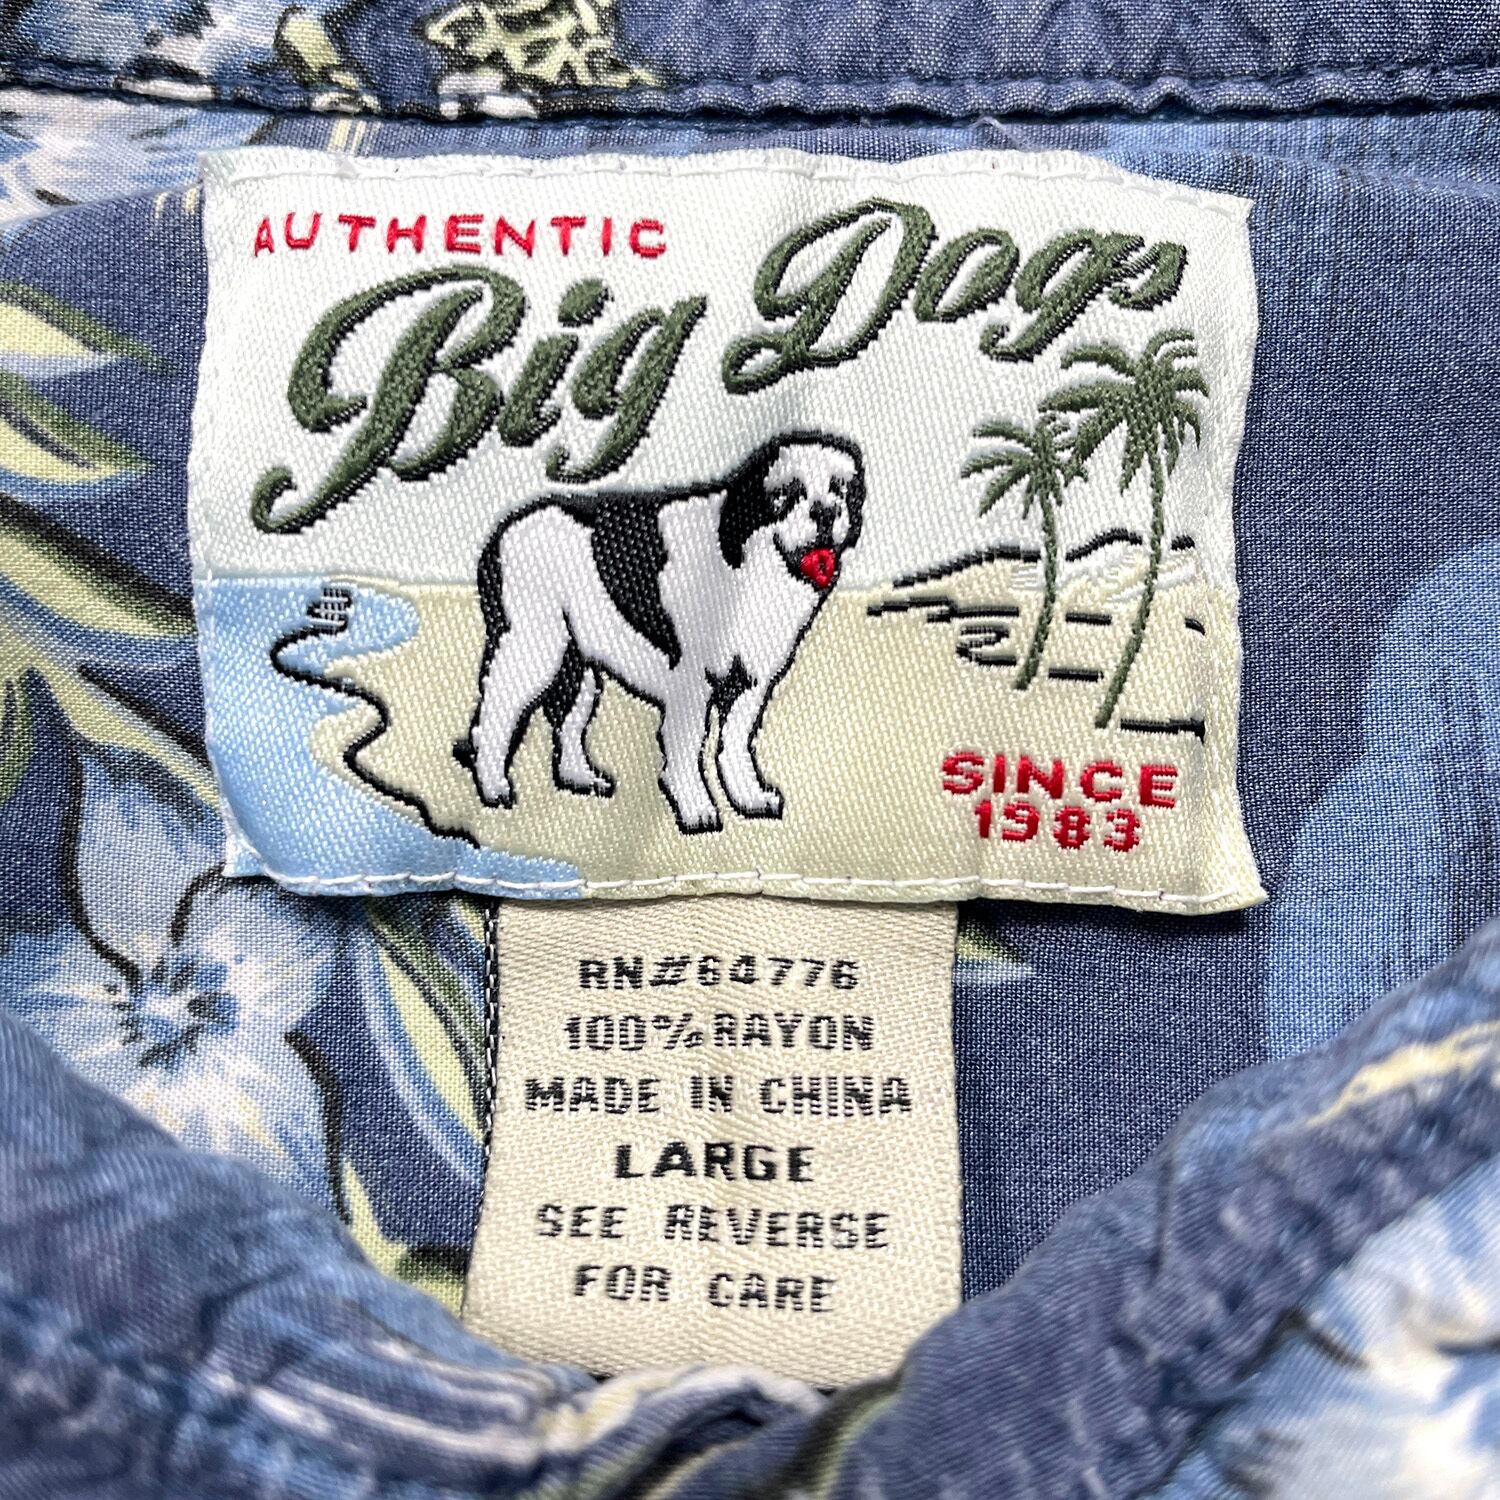 AUTHENTIC
Big Dogs
SINCE
1983
RN#64776
100% RAYON
MADE IN CHINA
LARGE
SEE REVERSE
FOR CARE